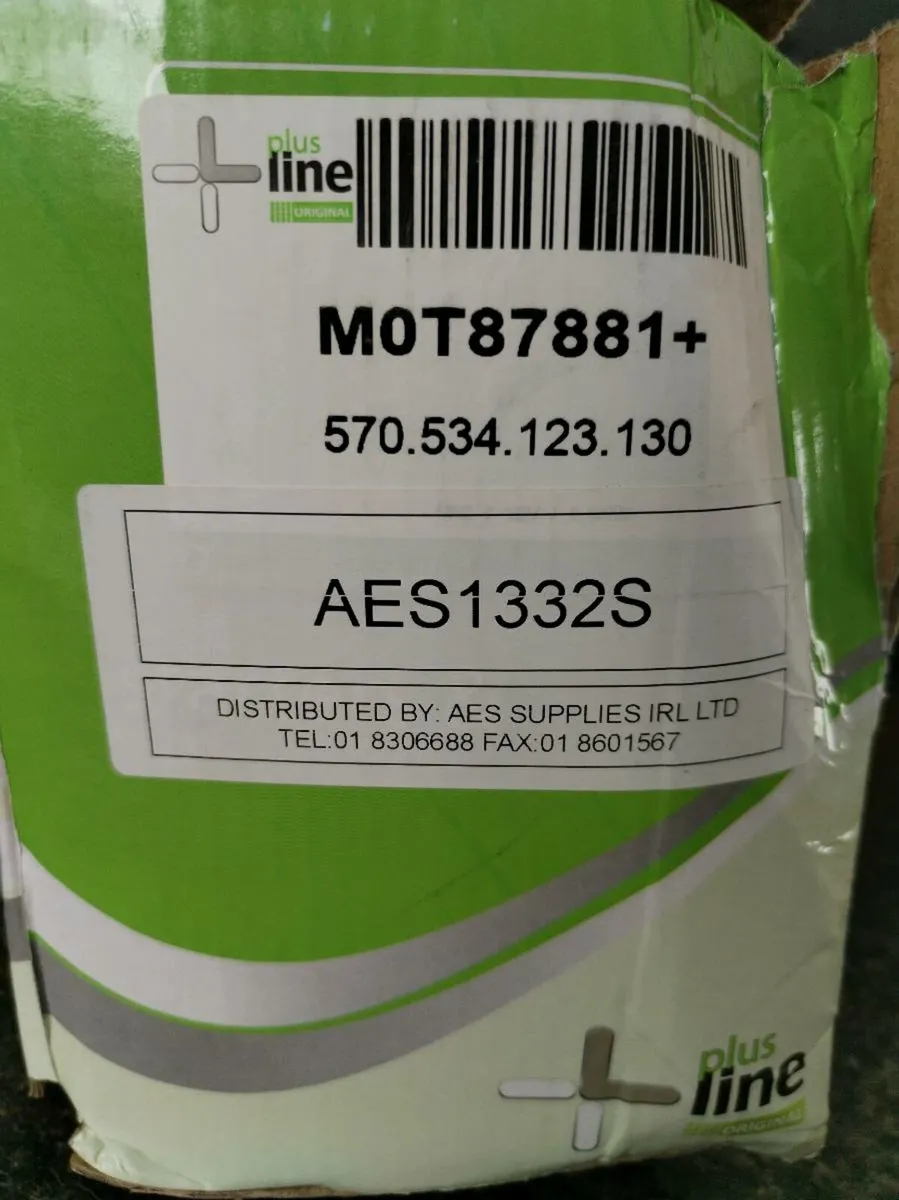 plus
line
ORIGINAL
M0T87881+
570.534.123.130
AES1332S
DISTRIBUTED BY: AES SUPPLIES IRL LTD
TEL:01 8306688 FAX:01 8601567
plus
line
ORIGINAL